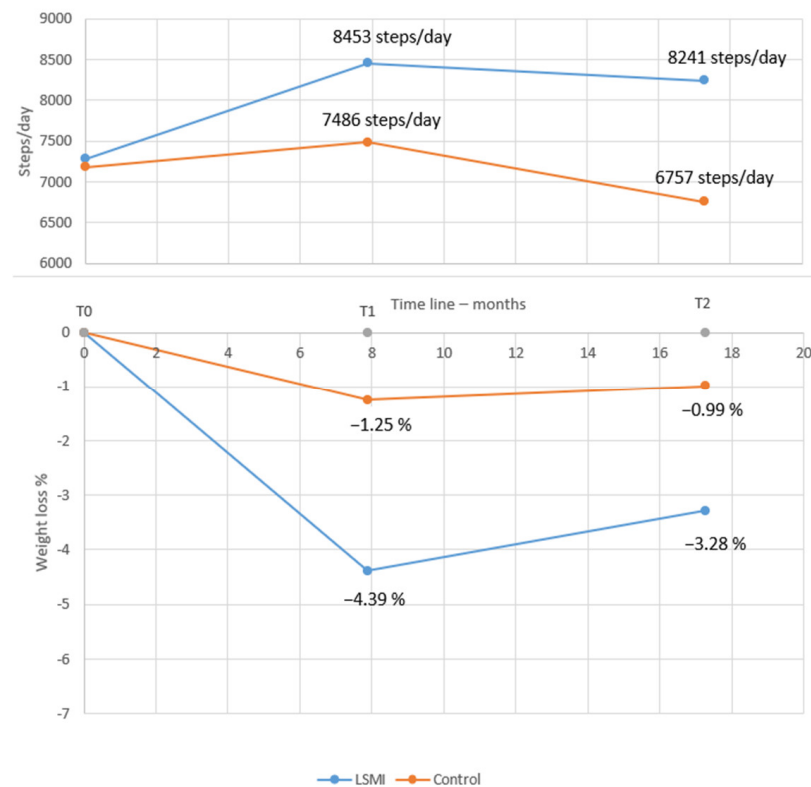 9000
8453 steps/day
8500
8241 steps/day
8000
7486 steps/day
7500
Steps/day
7000
6757 steps/day
6500
6000
T0
T1
Time line – months
T2
0
0 2 4 6 8 10 12 14 16 18 20
-1
−1.25 %
−0.99 %
-2
Weight loss %
-3
−3.28 %
-4
−4.39 %
-5
-6
-7
LSMI Control